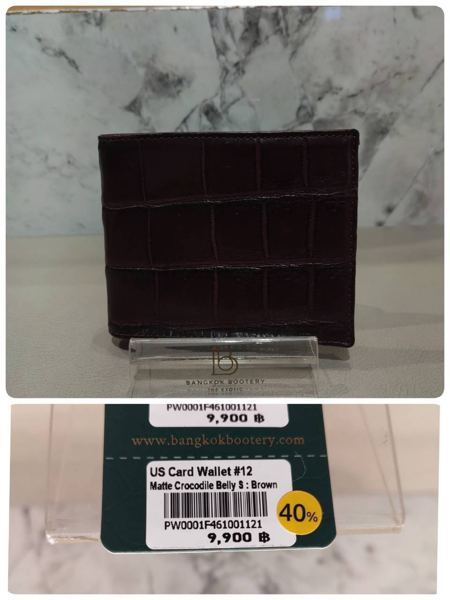 B
BANGKOK BOOTERY
THE EXOTIC
PW0001F461001121
9,900 ฿
www.bangkokbootery.com
US Card Wallet #12
Matte Crocodile Belly S : Brown
40%
PW0001F461001121
9,900 ฿